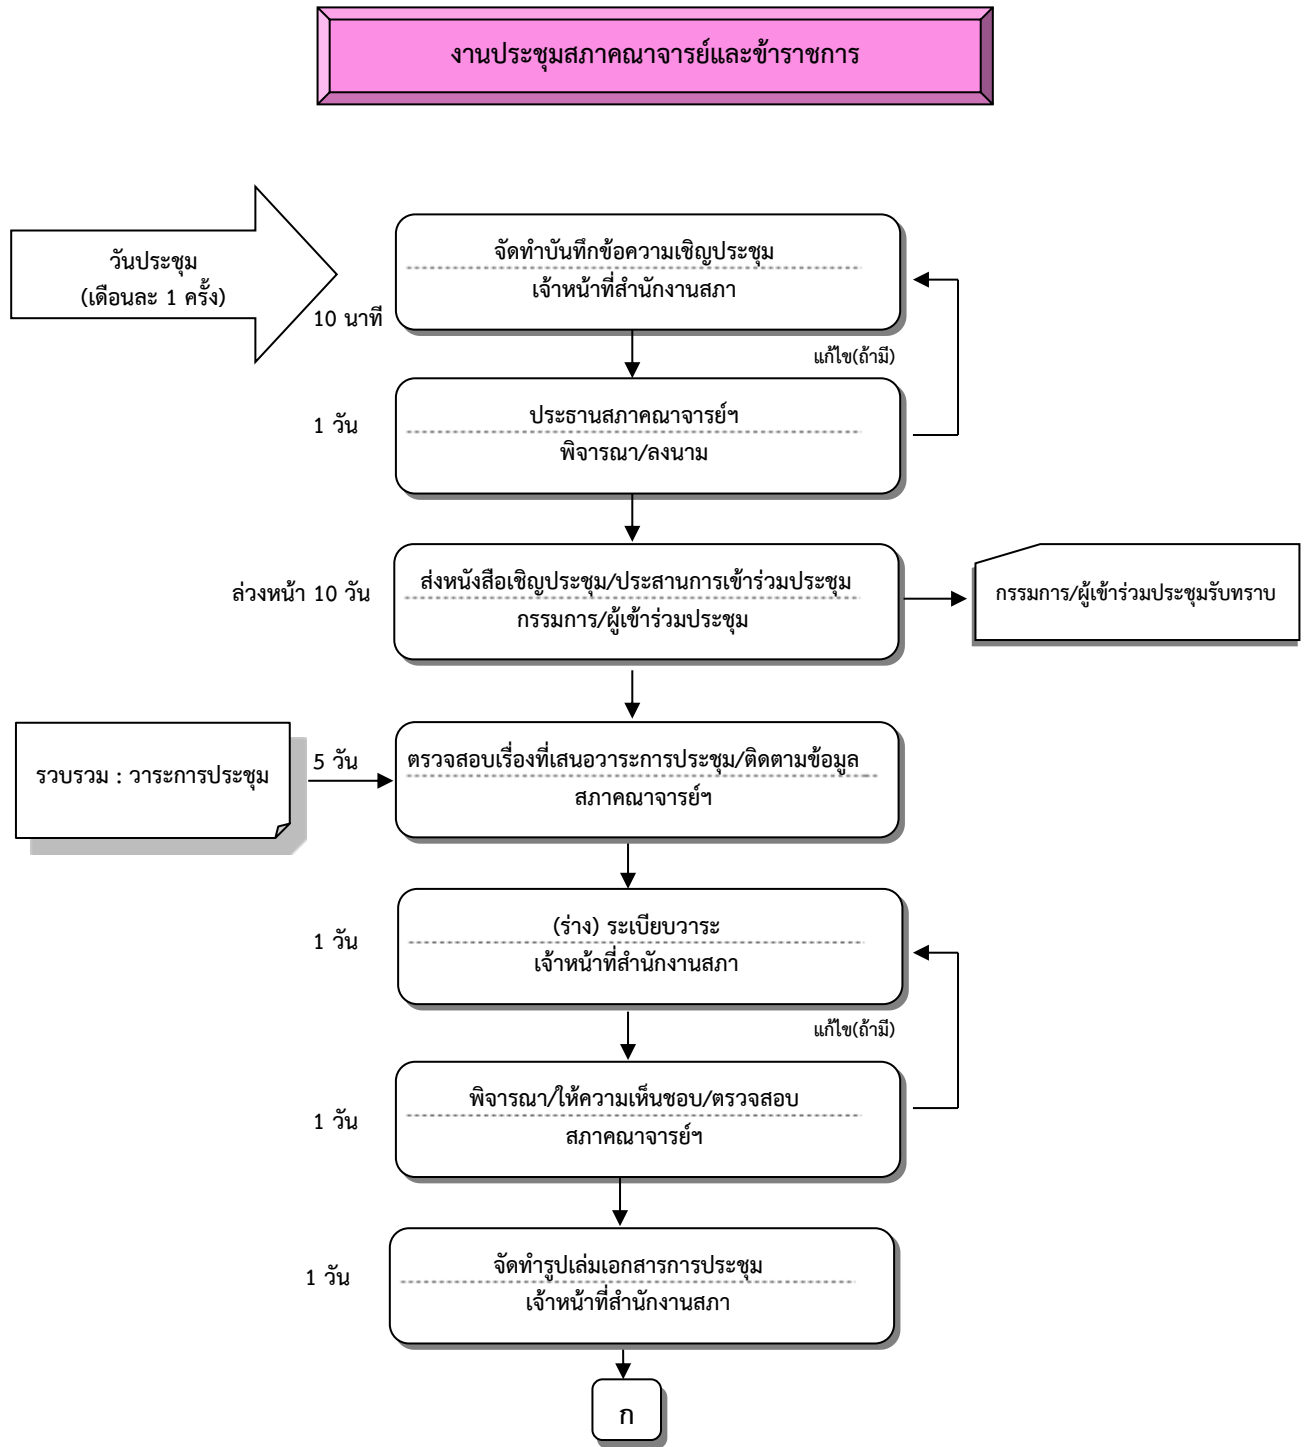 งานประชุมสภาคณาจารย์และข้าราชการ
วันประชุม
(เดือนละ 1 ครั้ง)
10 นาที
จัดทำบันทึกข้อความเชิญประชุม
เจ้าหน้าที่สำนักงานสภา
แก้ไข(ถ้ามี)
1 วัน
ประธานสภาคณาจารย์ฯ
พิจารณา/ลงนาม
ล่วงหน้า 10 วัน
ส่งหนังสือเชิญประชุม/ประสานการเข้าร่วมประชุม
กรรมการ/ผู้เข้าร่วมประชุม
กรรมการ/ผู้เข้าร่วมประชุมรับทราบ
รวบรวม : วาระการประชุม
5 วัน
ตรวจสอบเรื่องที่เสนอวาระการประชุม/ติดตามข้อมูล
สภาคณาจารย์ฯ
1 วัน
(ร่าง) ระเบียบวาระ
เจ้าหน้าที่สำนักงานสภา
แก้ไข(ถ้ามี)
1 วัน
พิจารณา/ให้ความเห็นชอบ/ตรวจสอบ
สภาคณาจารย์ฯ
1 วัน
จัดทำรูปเล่มเอกสารการประชุม
เจ้าหน้าที่สำนักงานสภา
ก